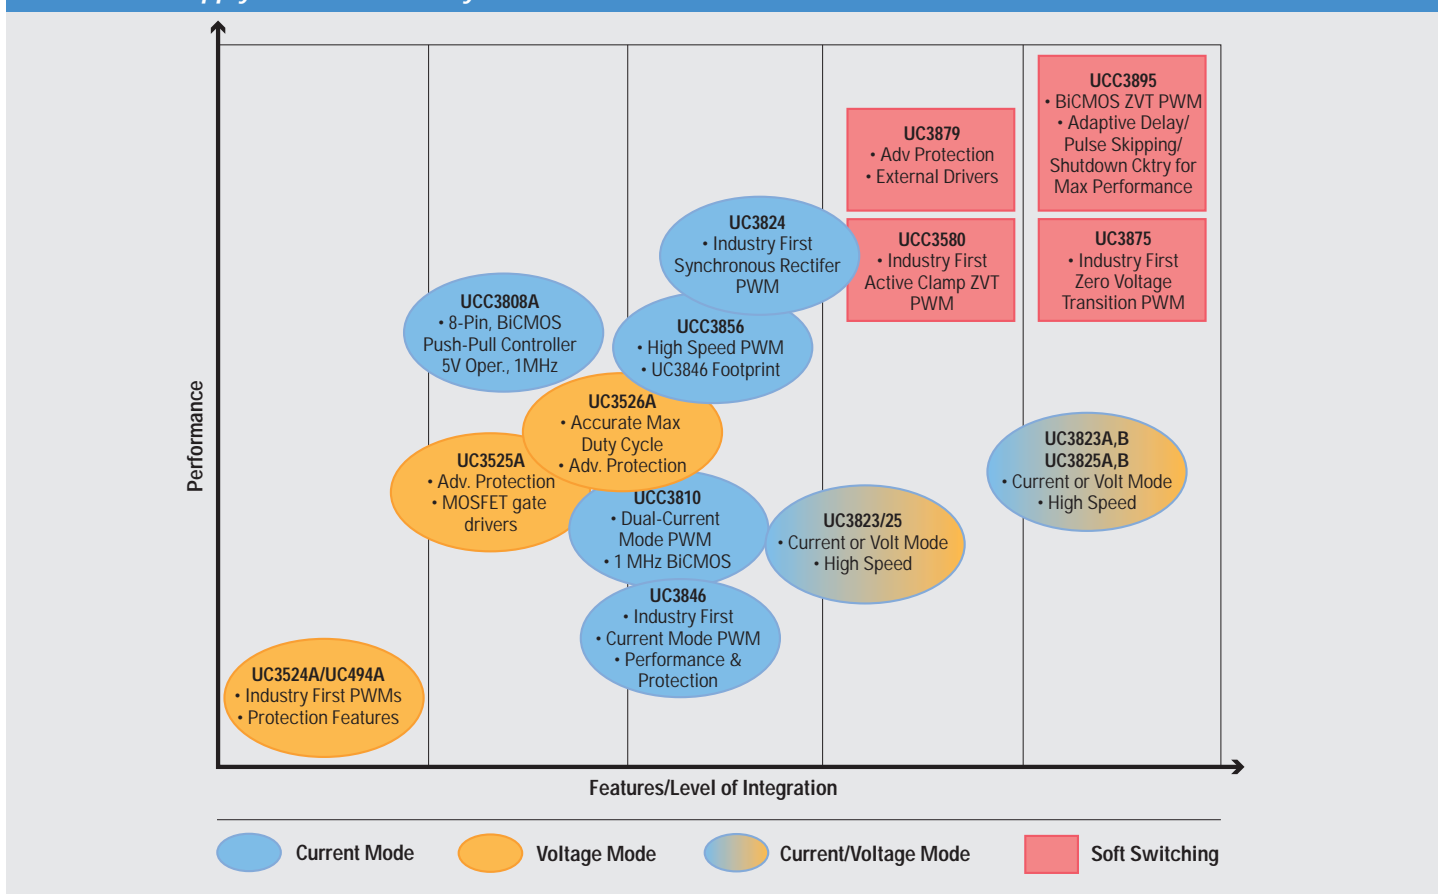 UCC3895
• BiCMOS ZVT PWM
• Adaptive Delay/
Pulse Skipping/
Shutdown Cktry for
Max Performance
UC3879
• Adv Protection
• External Drivers
UC3824
• Industry First
Synchronous Rectifer
PWM
UCC3580
• Industry First
Active Clamp ZVT
PWM
UC3875
• Industry First
Zero Voltage
Transition PWM
UCC3808A
• 8-Pin, BiCMOS
Push-Pull Controller
5V Oper., 1MHz
UCC3856
• High Speed PWM
• UC3846 Footprint
UC3526A
• Accurate Max
Duty Cycle
• Adv. Protection
UC3525A
• Adv. Protection
• MOSFET gate
drivers
UCC3810
• Dual-Current
Mode PWM
• 1 MHz BiCMOS
UC3823/25
• Current or Volt Mode
• High Speed
UC3823A,B
UC3825A,B
• Current or Volt Mode
• High Speed
UC3846
• Industry First
• Current Mode PWM
• Performance &
Protection
UC3524A/UC494A
• Industry First PWMs
• Protection Features
Performance
Features/Level of Integration
Current Mode
Voltage Mode
Current/Voltage Mode
Soft Switching